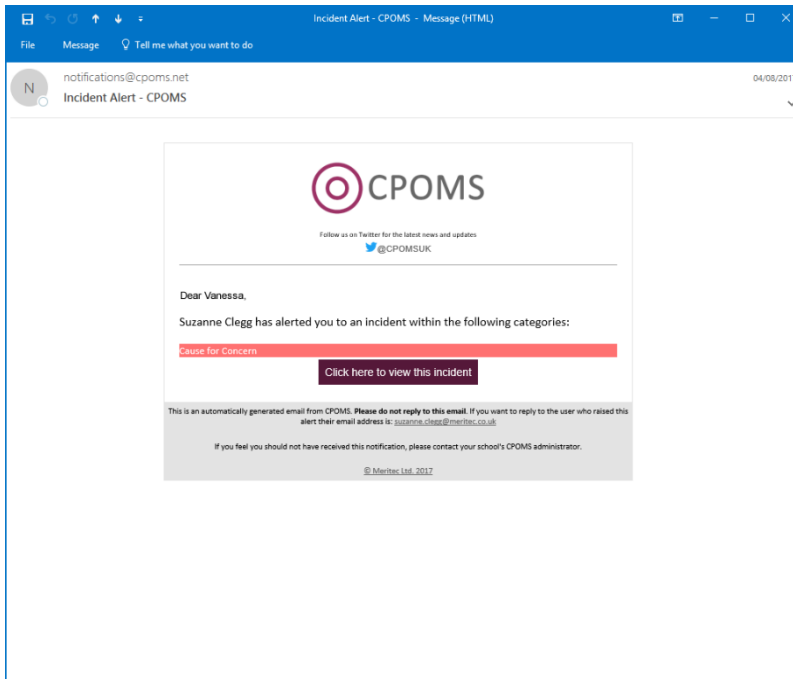 Incident Alert - CPOMS - Message (HTML)
File Message Tell me what you want to do
N
notifications@cpoms.net
04/08/2017
Incident Alert - CPOMS
CPOMS
Follow us on Twitter for the latest news and updates
@CPOMSUK
Dear Vanessa,
Suzanne Clegg has alerted you to an incident within the following categories:
Cause for Concern
Click here to view this incident
This is an automatically generated email from CPOMS. Please do not reply to this email. If you want to reply to the user who raised this
alert their email address is: suzanne.clegg@meritec.co.uk
If you feel you should not have received this notification, please contact your school's CPOMS administrator.
© Meritec Ltd. 2017